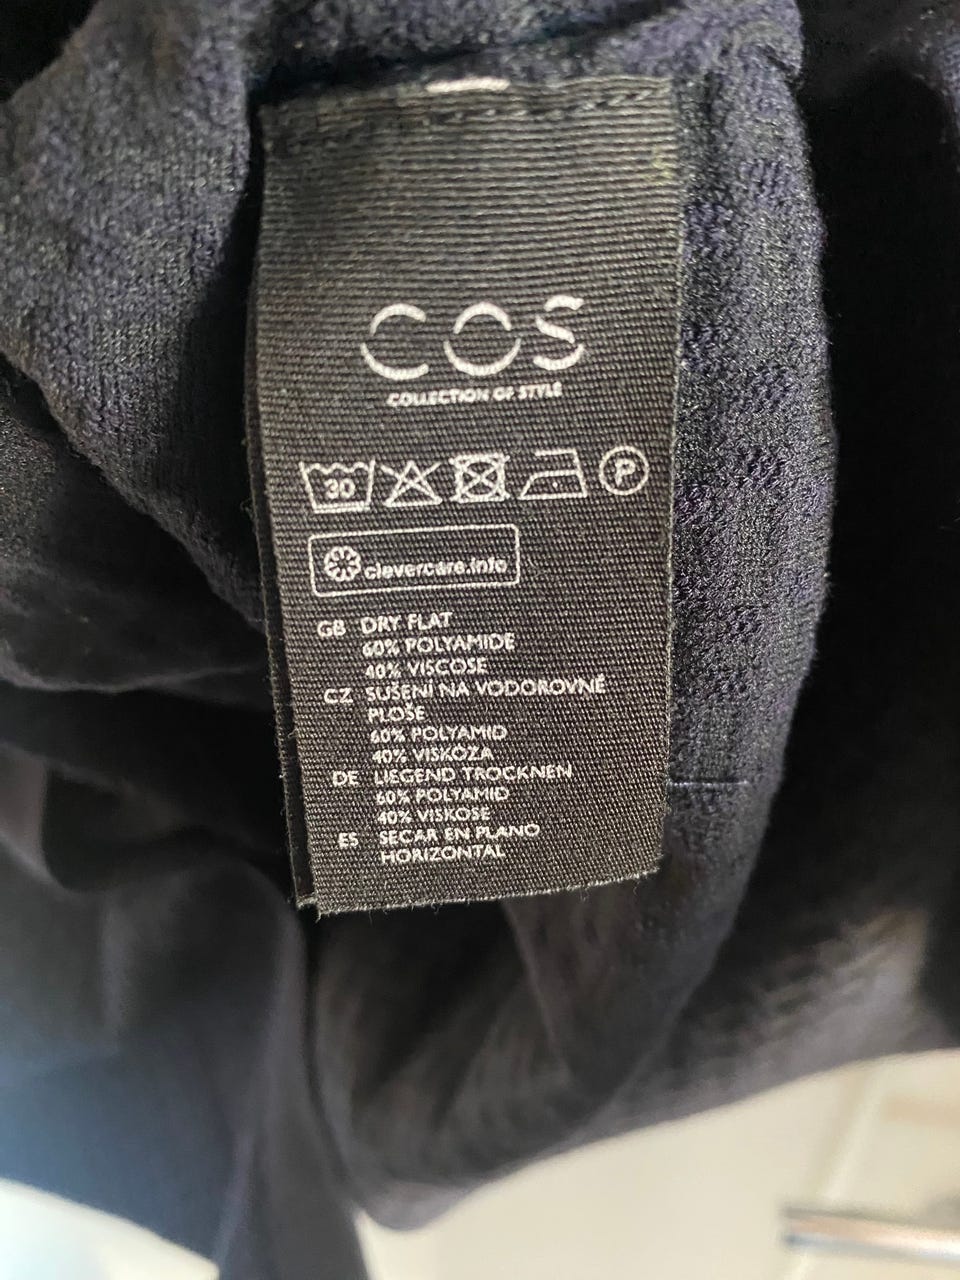 COS
COLLECTION OF STYLE
30 P
clevercare.info
GB DRY FLAT
60% POLYAMIDE
40% VISCOSE
CZ SUŠENÍ NA VODOROVNÉ
PLOŠE
60% POLYAMID
40% VISKOZA
DE LIEGEND TROCKNEN
60% POLYAMID
40% VISKOSE
ES SECAR EN PLANO
HORIZONTAL